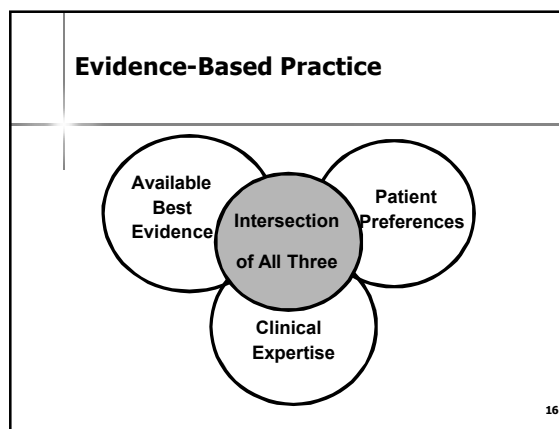 Evidence-Based Practice
Available
Best
Evidence
Intersection
of All Three
Patient
Preferences
Clinical
Expertise
16